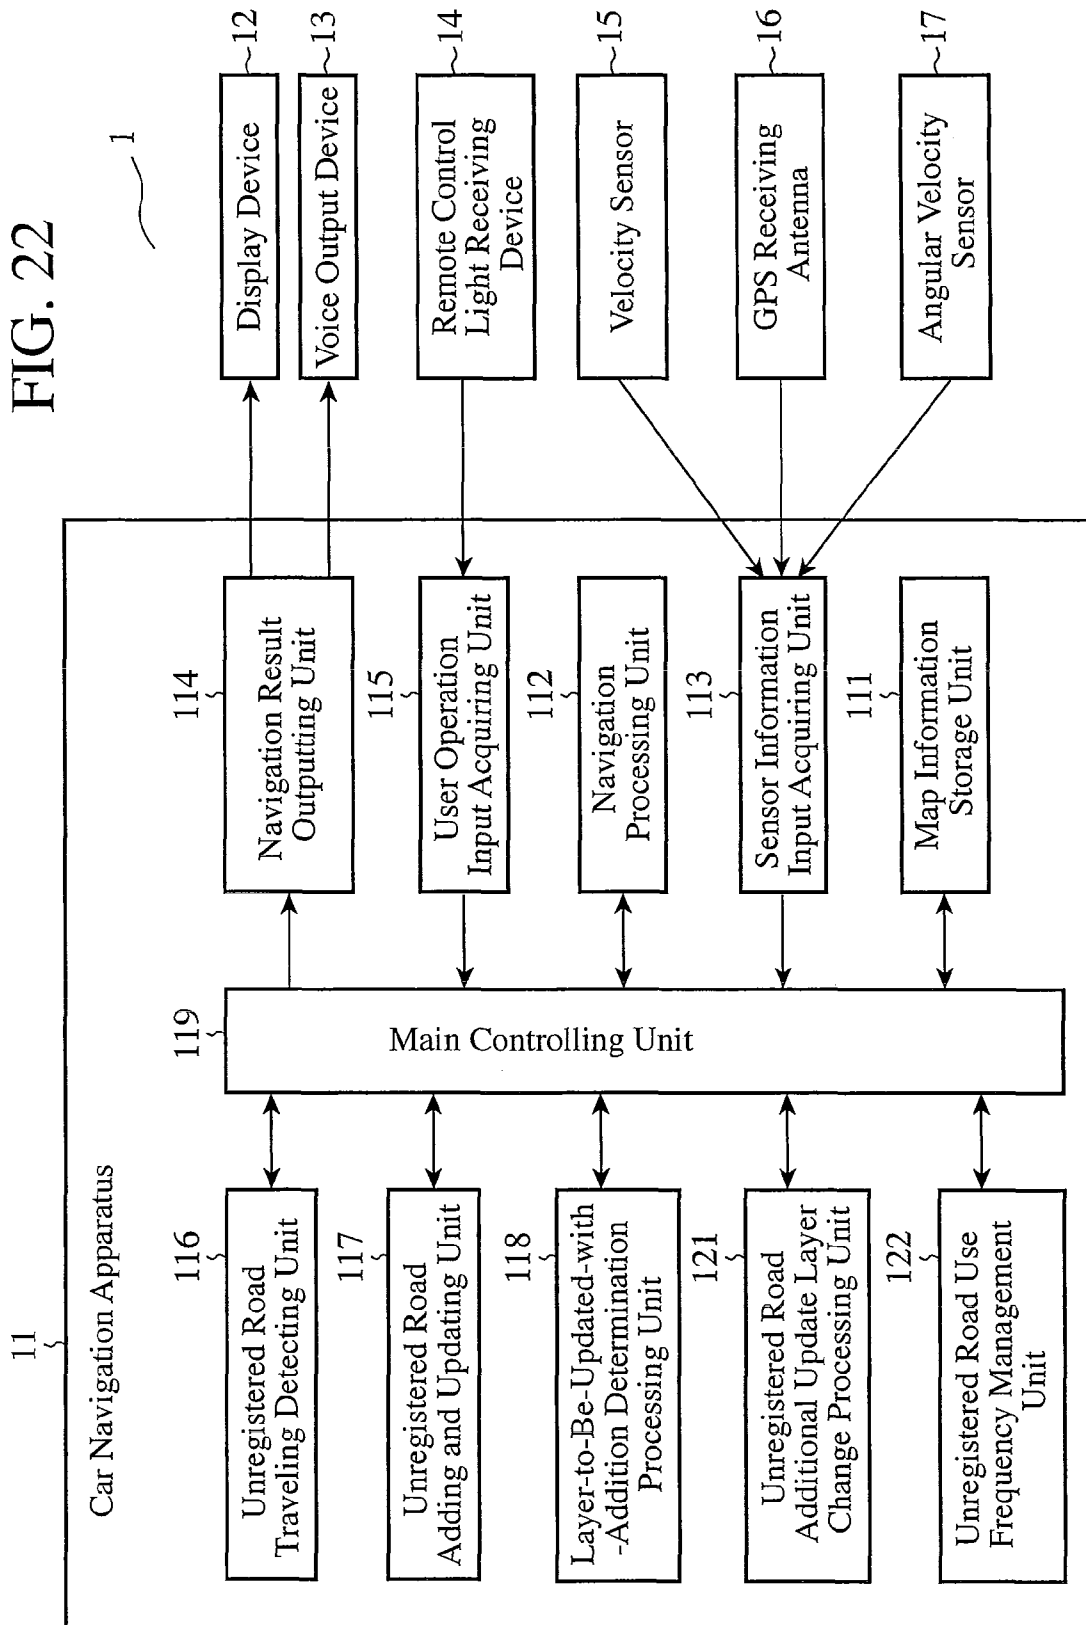 FIG. 22
1
11
Car Navigation Apparatus
116
Unregistered Road
Traveling Detecting Unit
117
Unregistered Road
Adding and Updating Unit
118
Layer-to-Be-Updated-with
-Addition Determination
Processing Unit
121
Unregistered Road
Additional Update Layer
Change Processing Unit
122
Unregistered Road Use
Frequency Management
Unit
119
Main Controlling Unit
114
Navigation Result
Outputting Unit
115
User Operation
Input Acquiring Unit
112
Navigation
Processing Unit
113
Sensor Information
Input Acquiring Unit
111
Map Information
Storage Unit
Display Device
12
Voice Output Device
13
Remote Control
Light Receiving
Device
14
Velocity Sensor
15
GPS Receiving
Antenna
16
Angular Velocity
Sensor
17